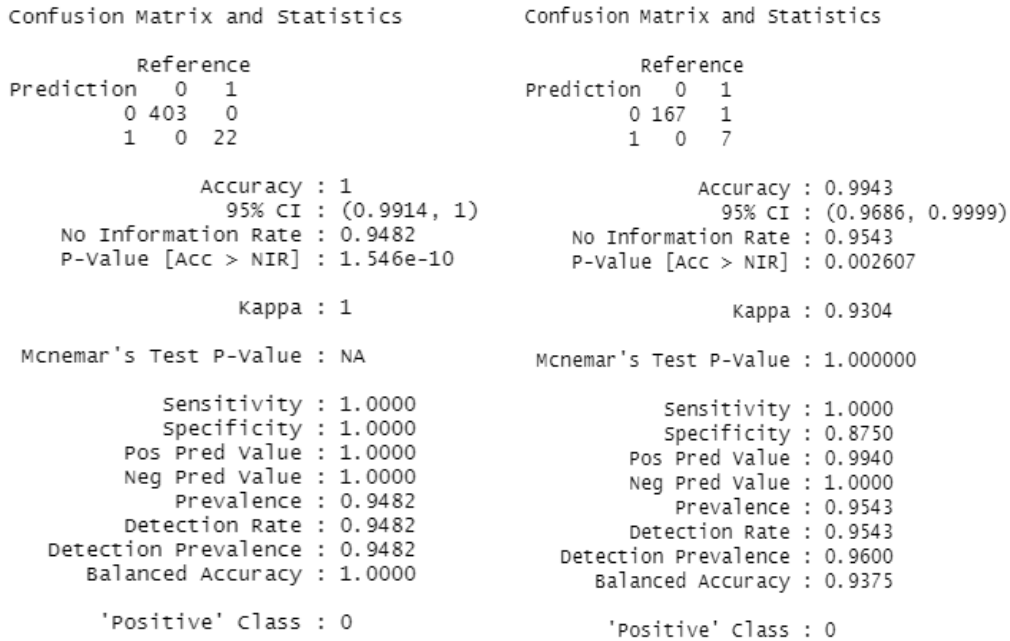 Confusion Matrix and Statistics
Reference
Prediction 0 1
0 403 0
1 0 22
Accuracy : 1
95% CI : (0.9914, 1)
No Information Rate : 0.9482
P-Value [Acc > NIR] : 1.546e-10
Kappa : 1
Mcnemar's Test P-Value : NA
Sensitivity : 1.0000
Specificity : 1.0000
Pos Pred Value : 1.0000
Neg Pred Value : 1.0000
Prevalence : 0.9482
Detection Rate : 0.9482
Detection Prevalence : 0.9482
Balanced Accuracy : 1.0000
'Positive' Class : 0
Confusion Matrix and Statistics
Reference
Prediction 0 1
0 167 1
1 0 7
Accuracy : 0.9943
95% CI : (0.9686, 0.9999)
No Information Rate : 0.9543
P-Value [Acc > NIR] : 0.002607
Kappa : 0.9304
Mcnemar's Test P-Value : 1.000000
Sensitivity : 1.0000
Specificity : 0.8750
Pos Pred Value : 0.9940
Neg Pred Value : 1.0000
Prevalence : 0.9543
Detection Rate : 0.9543
Detection Prevalence : 0.9600
Balanced Accuracy : 0.9375
'Positive' Class : 0